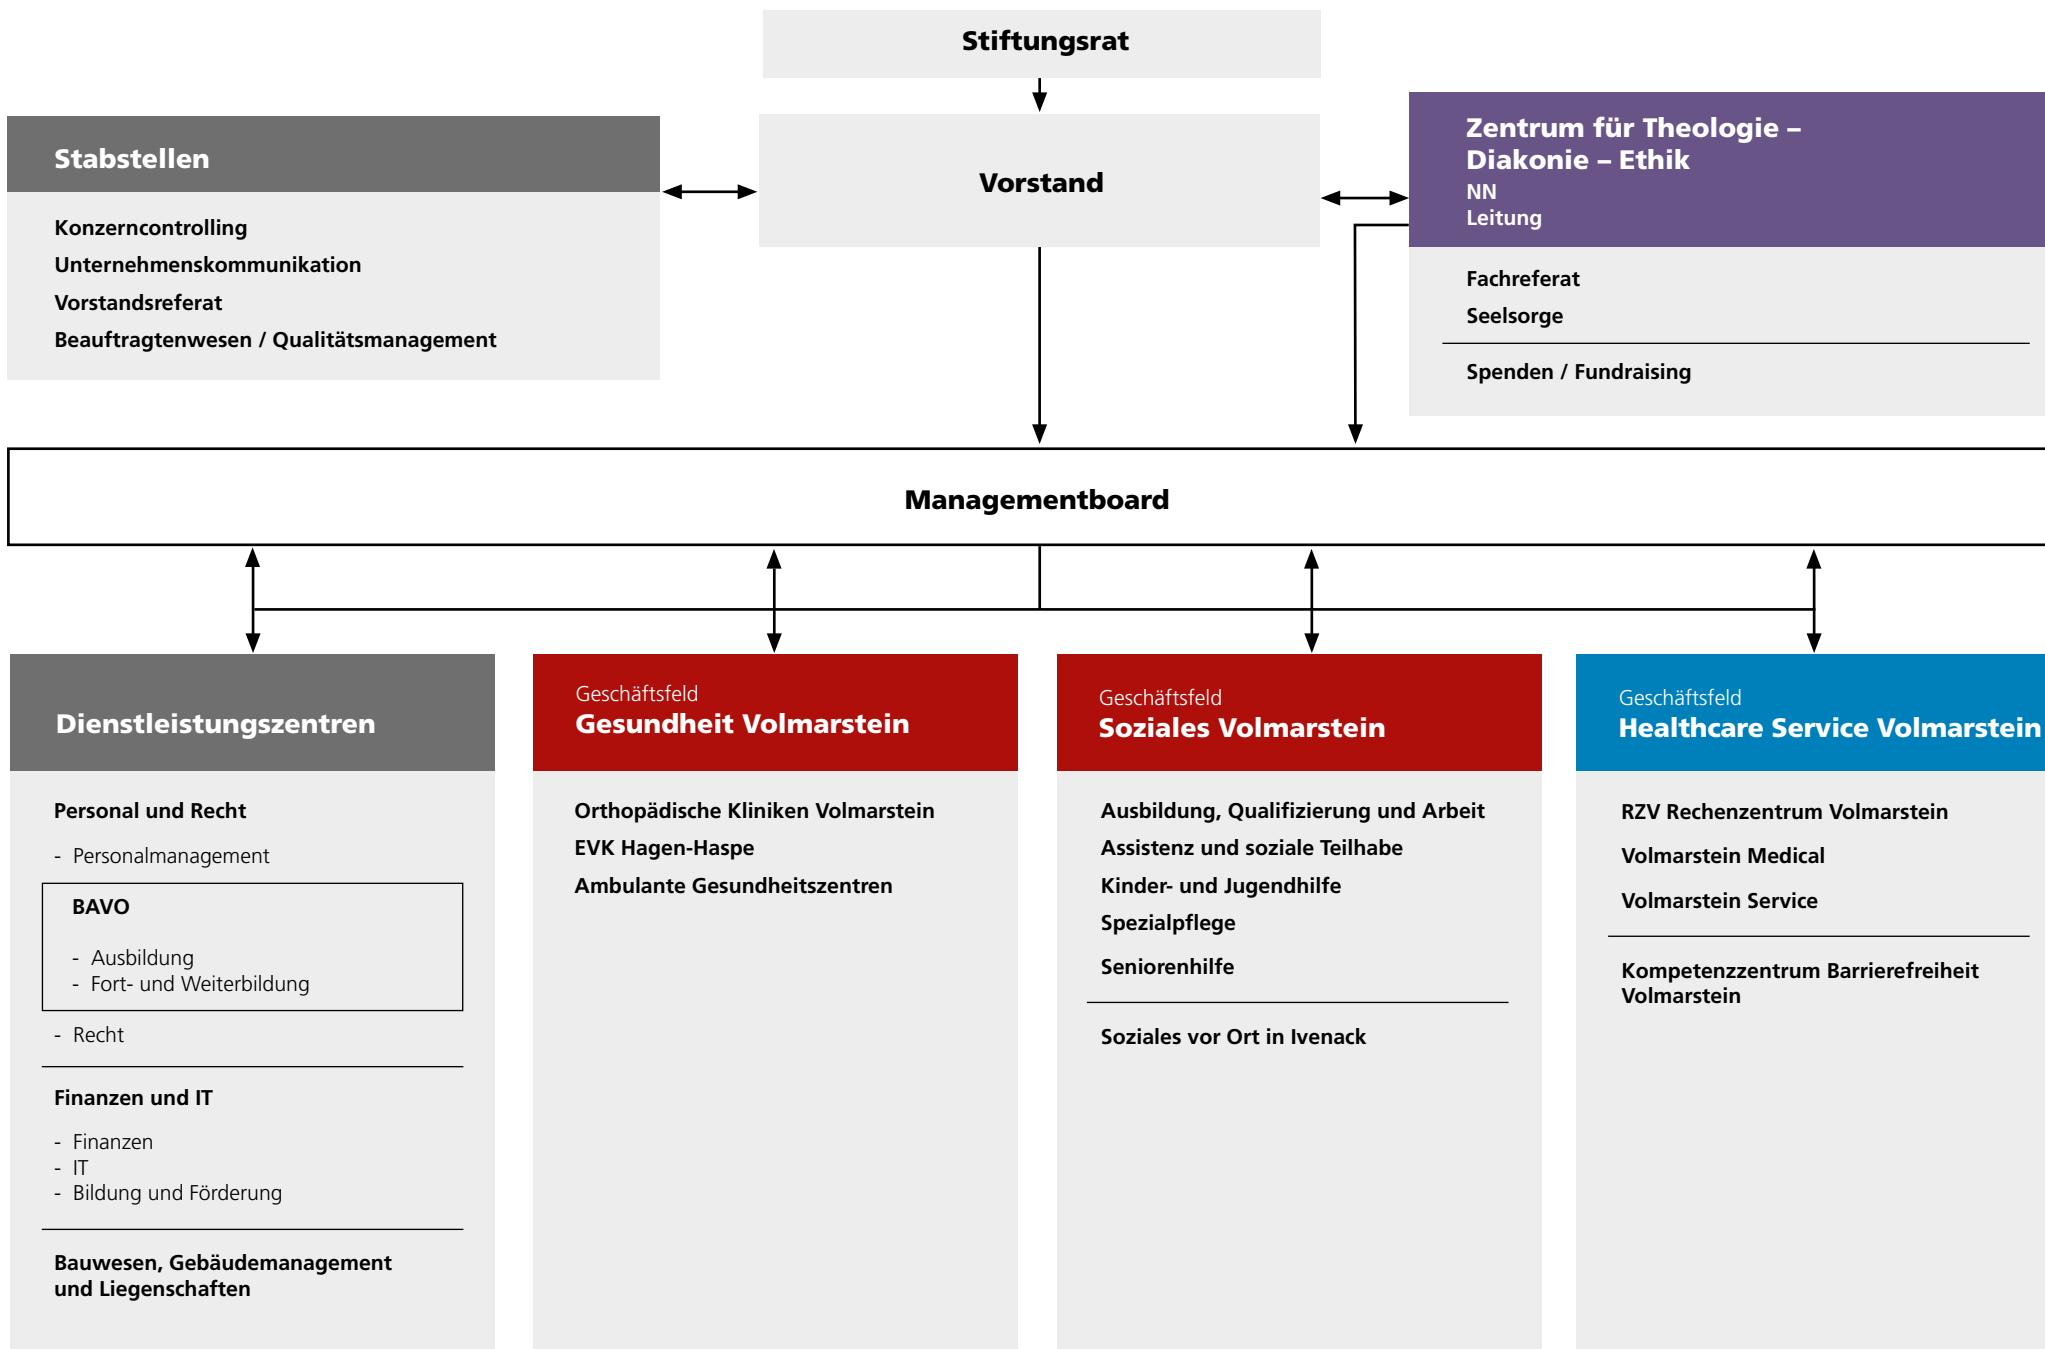 Stiftungsrat
Vorstand
Stabstellen
Konzerncontrolling
Unternehmenskommunikation
Vorstandsreferat
Beauftragtenwesen / Qualitätsmanagement
Zentrum für Theologie –
Diakonie – Ethik
NN
Leitung
Fachreferat
Seelsorge
Spenden / Fundraising
Managementboard
Dienstleistungszentren
Personal und Recht
- Personalmanagement
BAVO
- Ausbildung
- Fort- und Weiterbildung
- Recht
Finanzen und IT
- Finanzen
- IT
- Bildung und Förderung
Bauwesen, Gebäudemanagement
und Liegenschaften
Geschäftsfeld
Gesundheit Volmarstein
Orthopädische Kliniken Volmarstein
EVK Hagen-Haspe
Ambulante Gesundheitszentren
Geschäftsfeld
Soziales Volmarstein
Ausbildung, Qualifizierung und Arbeit
Assistenz und soziale Teilhabe
Kinder- und Jugendhilfe
Spezialpflege
Seniorenhilfe
Soziales vor Ort in Ivenack
Geschäftsfeld
Healthcare Service Volmarstein
RZV Rechenzentrum Volmarstein
Volmarstein Medical
Volmarstein Service
Kompetenzzentrum Barrierefreiheit
Volmarstein